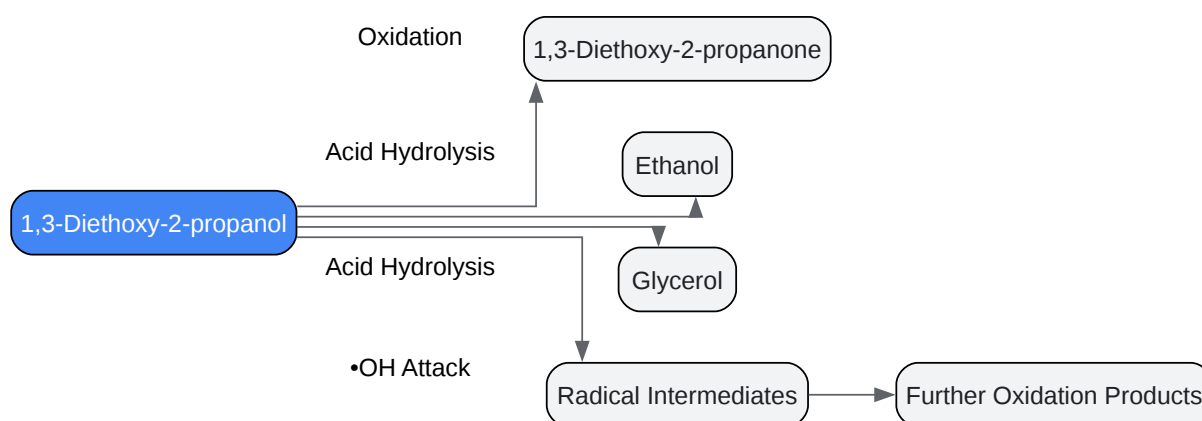 Oxidation
1,3-Diethoxy-2-propanone
Acid Hydrolysis
Ethanol
1,3-Diethoxy-2-propanol
Acid Hydrolysis
Glycerol
•OH Attack
Radical Intermediates
Further Oxidation Products